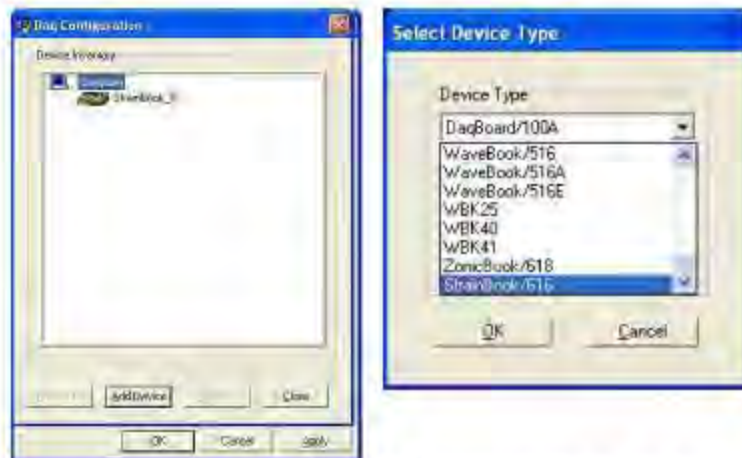 Daq Configuration
Device Inventory
Add Device
Close
OK
Cancel
Apply
Select Device Type
Device Type
DaqBoard/100A
WaveBook/516
WaveBook/516A
WaveBook/516E
WBK25
WBK40
WBK41
ZonicBook/618
StrainBook/616
OK
Cancel